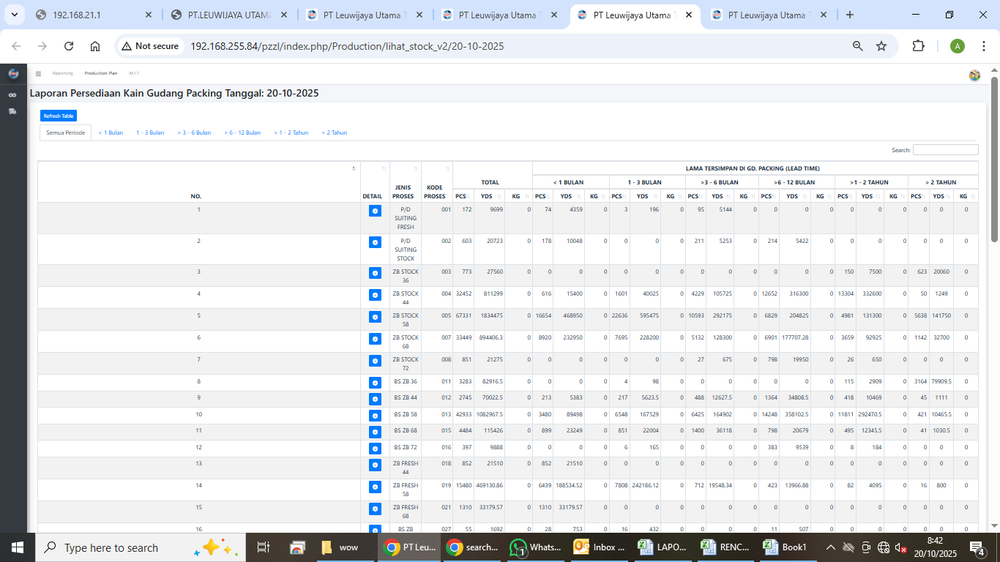 192.168.21.1
PT.LEUWIJAYA UTAMA
PT Leuwijaya Utama T
PT Leuwijaya Utama T
PT Leuwijaya Utama T
PT Leuwijaya Utama T
Not secure
192.168.255.84/pzzl/index.php/Production/lihat_stock_v2/20-10-2025
A
Reporting Production Plan M.I.T
Laporan Persediaan Kain Gudang Packing Tanggal: 20-10-2025
Refresh Table
Semua Periode < 1 Bulan 1 - 3 Bulan > 3 - 6 Bulan > 6 - 12 Bulan > 1 - 2 Tahun > 2 Tahun
Search:
LAMA TERSIMPAN DI GD. PACKING (LEAD TIME)
TOTAL < 1 BULAN 1 - 3 BULAN >3 - 6 BULAN >6 - 12 BULAN >1 - 2 TAHUN > 2 TAHUN
NO. DETAIL JENIS PROSES KODE PROSES PCS YDS KG PCS YDS KG PCS YDS KG PCS YDS KG PCS YDS KG PCS YDS KG PCS YDS KG
1 P/D SUITING FRESH 001 172 9699 0 74 4359 0 3 196 0 95 5144 0 0 0 0 0 0 0 0 0 0
2 P/D SUITING STOCK 002 603 20723 0 178 10048 0 0 0 0 211 5253 0 214 5422 0 0 0 0 0 0 0
3 ZB STOCK 36 003 773 27560 0 0 0 0 0 0 0 0 0 0 0 0 0 150 7500 0 623 20060 0
4 ZB STOCK 44 004 32452 811299 0 616 15400 0 1601 40025 0 4229 105725 0 12652 316300 0 13304 332600 0 50 1249 0
5 ZB STOCK 58 005 67331 1834475 0 16654 468950 0 22636 595475 0 10593 292175 0 6829 204825 0 4981 131300 0 5638 141750 0
6 ZB STOCK 68 007 33449 894406.3 0 8920 232950 0 7695 228200 0 5132 128300 0 6901 177707.28 0 3659 92925 0 1142 32700 0
7 ZB STOCK 72 008 851 21275 0 0 0 0 0 0 0 27 675 0 798 19950 0 26 650 0 0 0 0
8 BS ZB 36 011 3283 82916.5 0 0 0 0 4 98 0 0 0 0 0 0 0 115 2909 0 3164 79909.5 0
9 BS ZB 44 012 2745 70022.5 0 213 5383 0 217 5623.5 0 488 12627.5 0 1364 34808.5 0 418 10469 0 45 1111 0
10 BS ZB 58 013 42933 1082967.5 0 3480 89498 0 6548 167529 0 6425 164902 0 14248 358102.5 0 11811 292470.5 0 421 10465.5 0
11 BS ZB 68 015 4484 115426 0 899 23249 0 851 22004 0 1400 36118 0 798 20679 0 495 12345.5 0 41 1030.5 0
12 BS ZB 72 016 397 9888 0 0 0 0 6 165 0 0 0 0 383 9539 0 8 184 0 0 0 0
13 ZB FRESH 44 018 852 21510 0 852 21510 0 0 0 0 0 0 0 0 0 0 0 0 0 0 0 0
14 ZB FRESH 58 019 15480 469130.86 0 6439 188534.52 0 7808 242186.12 0 712 19548.34 0 423 13966.88 0 82 4095 0 16 800 0
15 ZB FRESH 68 021 1310 33179.57 0 1310 33179.57 0 0 0 0 0 0 0 0 0 0 0 0 0 0 0 0
16 BS ZB 027 55 1692 0 28 753 0 16 432 0 0 0 0 11 507 0 0 0 0 0 0 0
Type here to search
wow
PT Leu...
search...
Whats...
1
Inbox ...
LAPO...
RENC...
Book1
8:42
20/10/2025
4